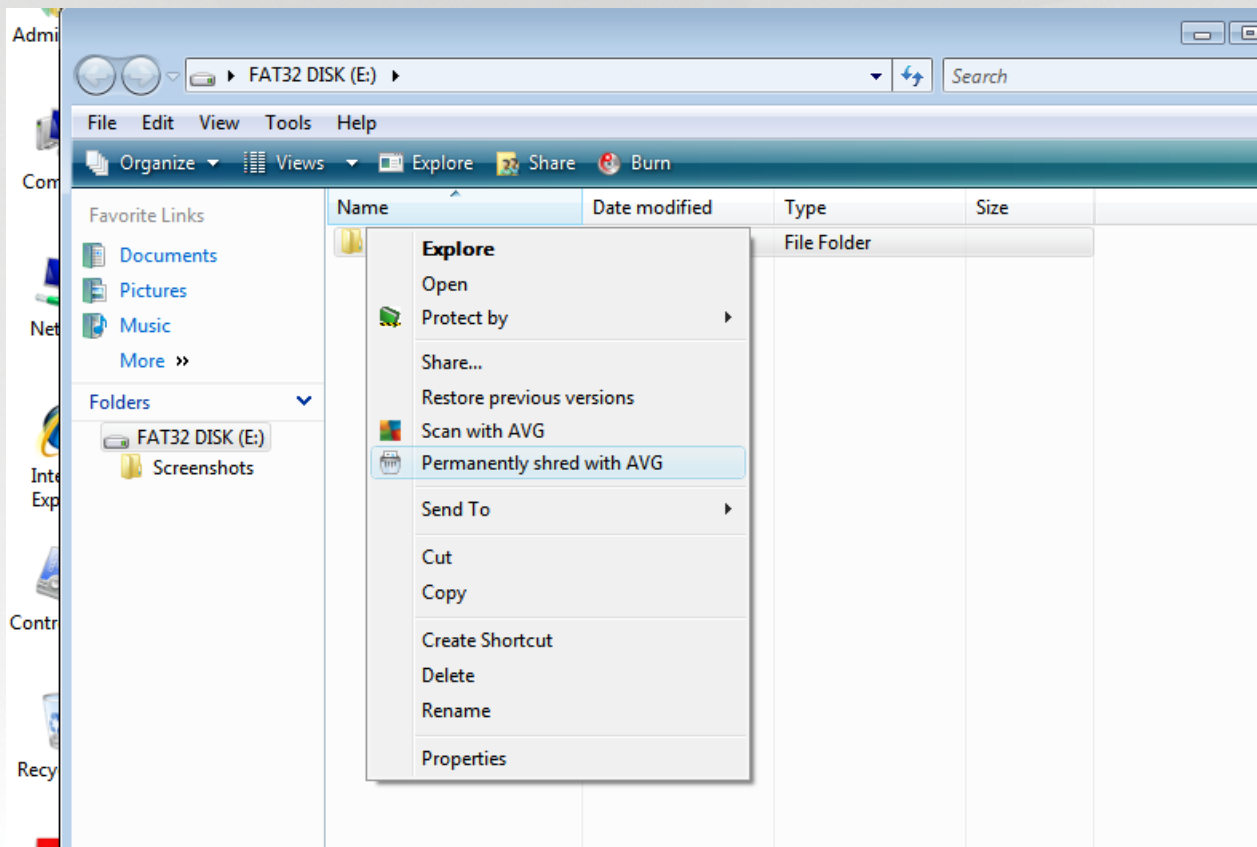 Admi
FAT32 DISK (E:)
Search
File Edit View Tools Help
Organize Views Explore Share Burn
Com
Favorite Links
Name Date modified Type Size
Documents
File Folder
Explore
Pictures
Open
Music
Protect by
Net
More »
Share...
Folders
Restore previous versions
FAT32 DISK (E:)
Scan with AVG
Screenshots
Permanently shred with AVG
Inte
Exp
Send To
Cut
Copy
Contr
Create Shortcut
Delete
Rename
Properties
Recy